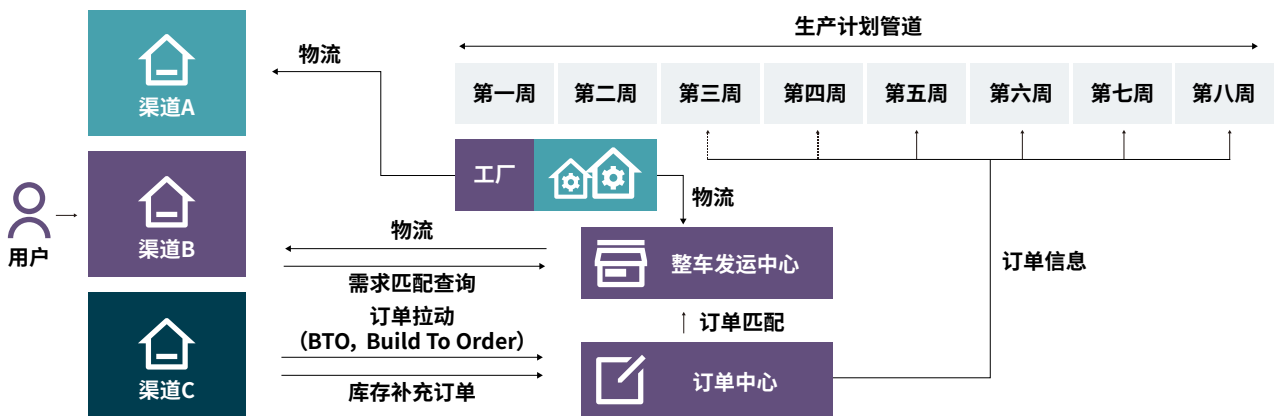 生产计划管道
第一周 第二周 第三周 第四周 第五周 第六周 第七周 第八周
物流
渠道A
工厂
物流
用户
渠道B
物流
需求匹配查询
整车发运中心
订单信息
订单拉动
（BTO，Build To Order）
订单匹配
渠道C
库存补充订单
订单中心